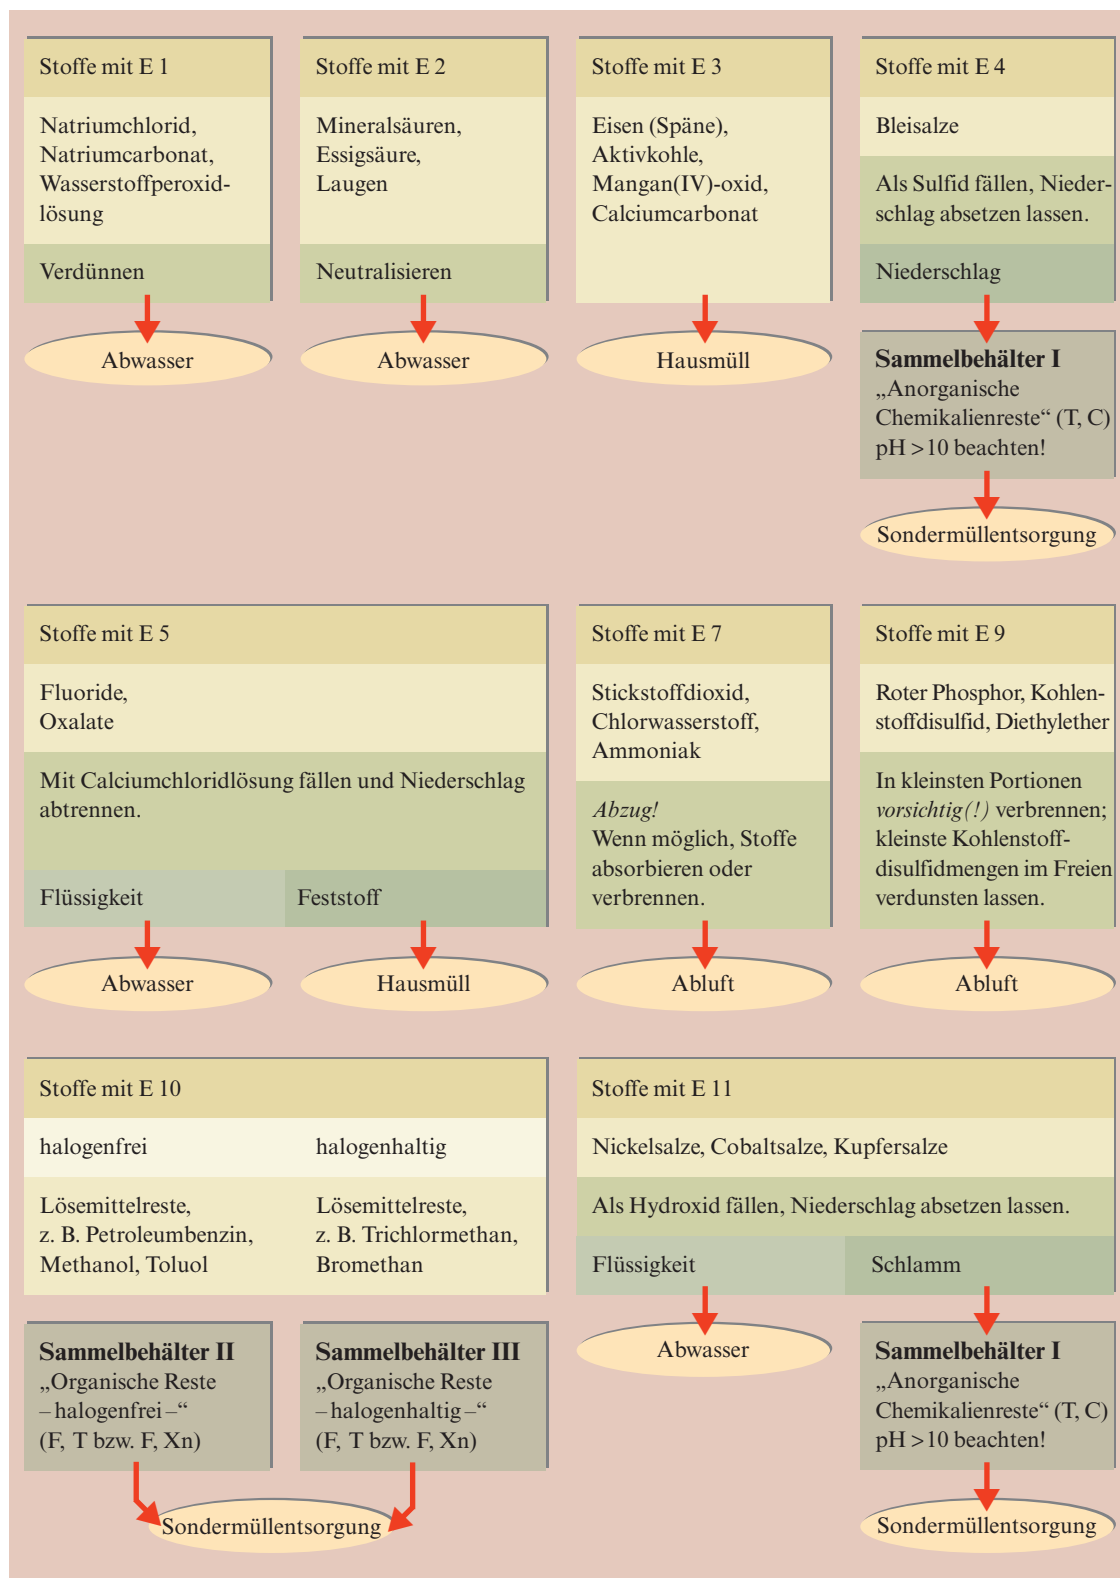 Stoffe mit E 1
Natriumchlorid,
Natriumcarbonat,
Wasserstoffperoxid-
lösung
Verdünnen
Abwasser
Stoffe mit E 2
Mineralsäuren,
Essigsäure,
Laugen
Neutralisieren
Abwasser
Stoffe mit E 3
Eisen (Späne),
Aktivkohle,
Mangan(IV)-oxid,
Calciumcarbonat
Hausmüll
Stoffe mit E 4
Bleisalze
Als Sulfid fällen, Nieder-
schlag absetzen lassen.
Niederschlag
Sammelbehälter I
„Anorganische
Chemikalienreste“ (T, C)
pH >10 beachten!
Sondermüllentsorgung
Stoffe mit E 5
Fluoride,
Oxalate
Mit Calciumchloridlösung fällen und Niederschlag
abtrennen.
Flüssigkeit
Abwasser
Feststoff
Hausmüll
Stoffe mit E 7
Stickstoffdioxid,
Chlorwasserstoff,
Ammoniak
Abzug!
Wenn möglich, Stoffe
absorbieren oder
verbrennen.
Abluft
Stoffe mit E 9
Roter Phosphor, Kohlen-
stoffdisulfid, Diethylether
In kleinsten Portionen
vorsichtig(!) verbrennen;
kleinste Kohlenstoff-
disulfidmengen im Freien
verdunsten lassen.
Abluft
Stoffe mit E 10
halogenfrei
Lösemittelreste,
z. B. Petroleumbenzin,
Methanol, Toluol
Sammelbehälter II
„Organische Reste
– halogenfrei –“
(F, T bzw. F, Xn)
halogenhaltig
Lösemittelreste,
z. B. Trichlormethan,
Bromethan
Sammelbehälter III
„Organische Reste
– halogenhaltig –“
(F, T bzw. F, Xn)
Sondermüllentsorgung
Stoffe mit E 11
Nickelsalze, Cobaltsalze, Kupfersalze
Als Hydroxid fällen, Niederschlag absetzen lassen.
Flüssigkeit
Abwasser
Schlamm
Sammelbehälter I
„Anorganische
Chemikalienreste“ (T, C)
pH >10 beachten!
Sondermüllentsorgung